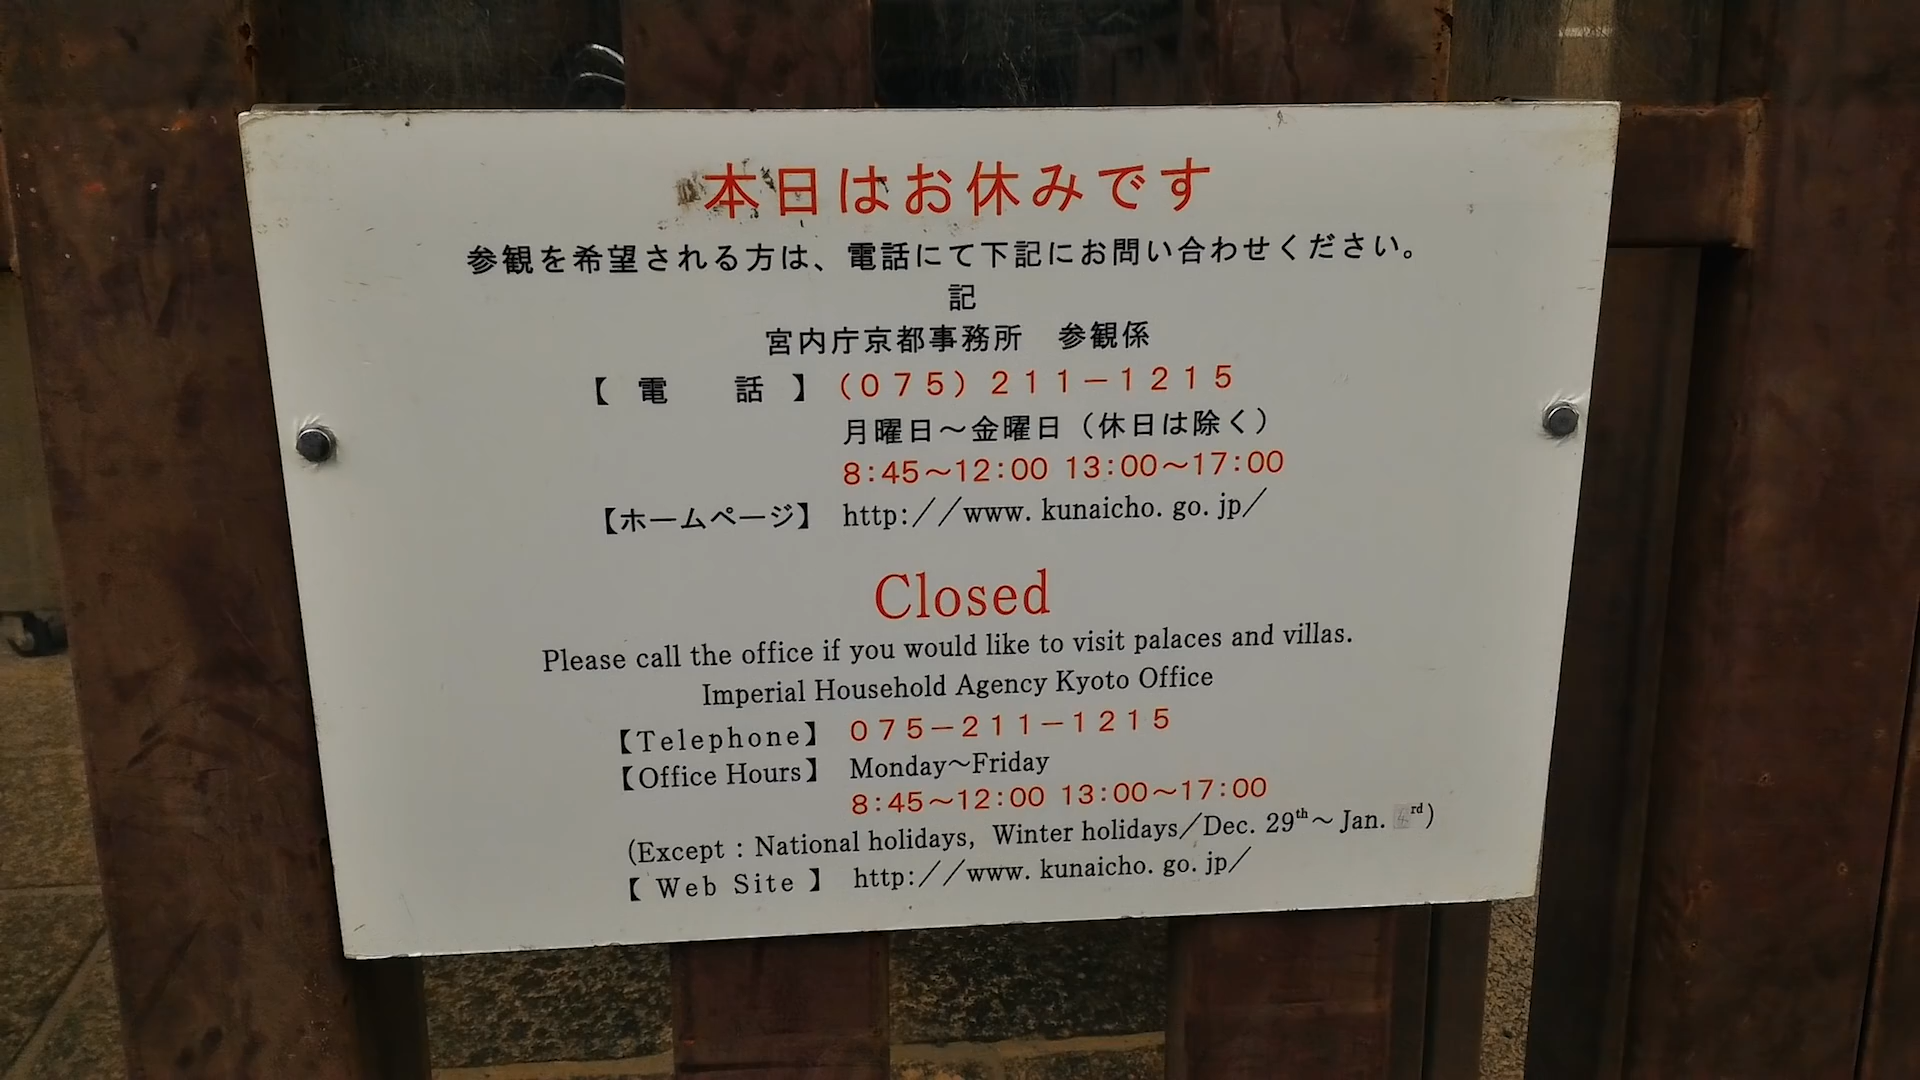 本日はお休みです
参観を希望される方は、電話にて下記にお問い合わせください。
記
宮内庁京都事務所　参観係
【 電　　話 】 （０７５）２１１－１２１５
月曜日～金曜日（休日は除く）
8:45～12:00 13:00～17:00
【ホームページ】 http://www.kunaicho.go.jp/
Closed
Please call the office if you would like to visit palaces and villas.
Imperial Household Agency Kyoto Office
【Telephone】 ０７５－２１１－１２１５
【Office Hours】 Monday～Friday
8:45～12:00 13:00～17:00
(Except : National holidays, Winter holidays/Dec. 29th～Jan. rd)
【 Web Site 】 http://www.kunaicho.go.jp/